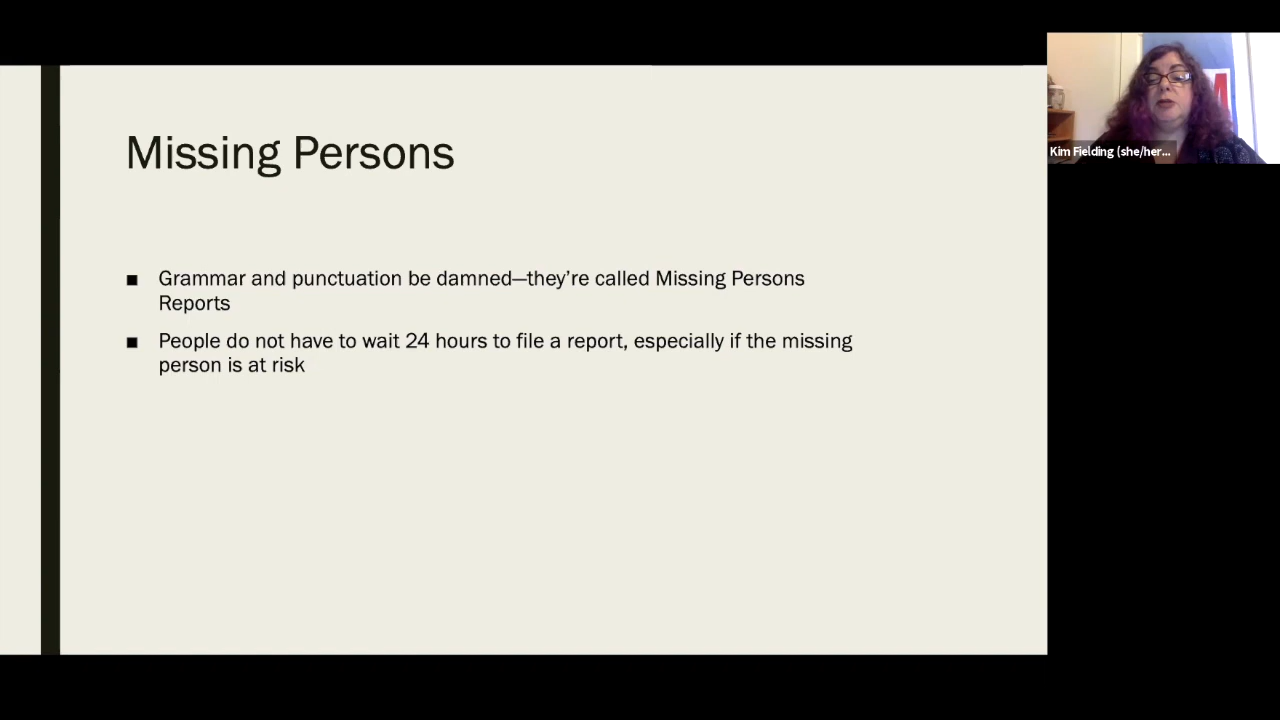 Missing Persons
■ Grammar and punctuation be damned—they’re called Missing Persons
Reports
■ People do not have to wait 24 hours to file a report, especially if the missing
person is at risk
Kim Fielding (she/her...